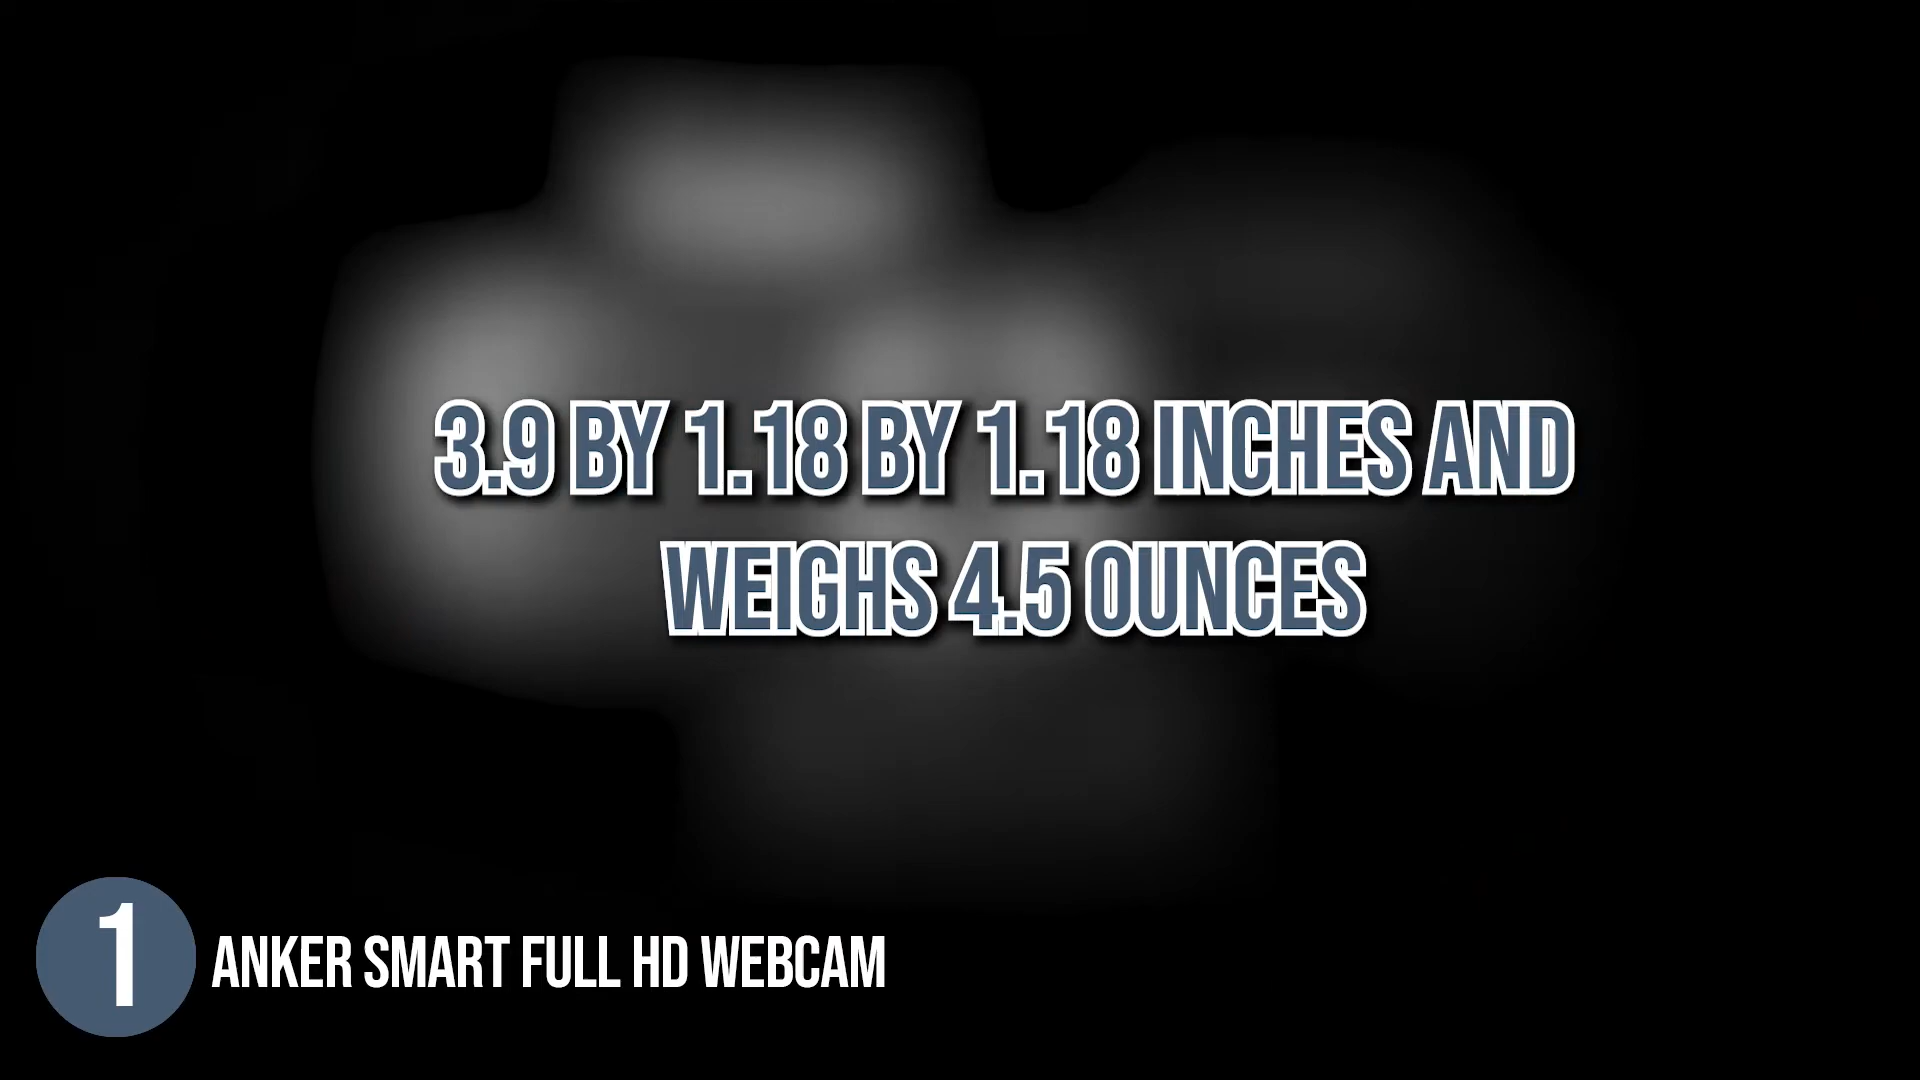 3.9 BY 1.18 BY 1.18 INCHES AND
WEIGHS 4.5 OUNCES
1
ANKER SMART FULL HD WEBCAM